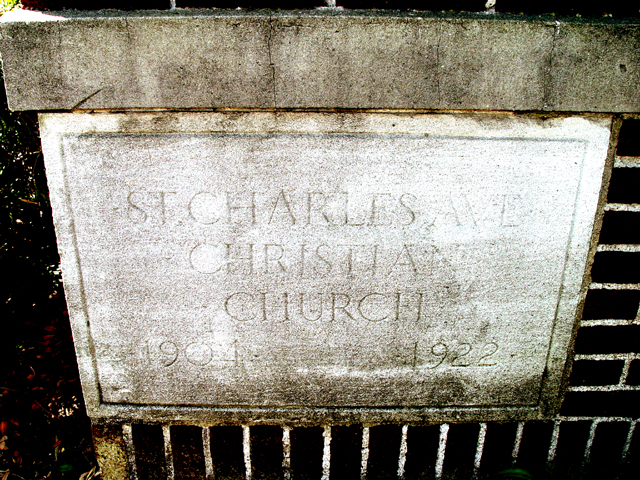 ST. CHARLES AVE
CHRISTIAN
CHURCH
1904 1922